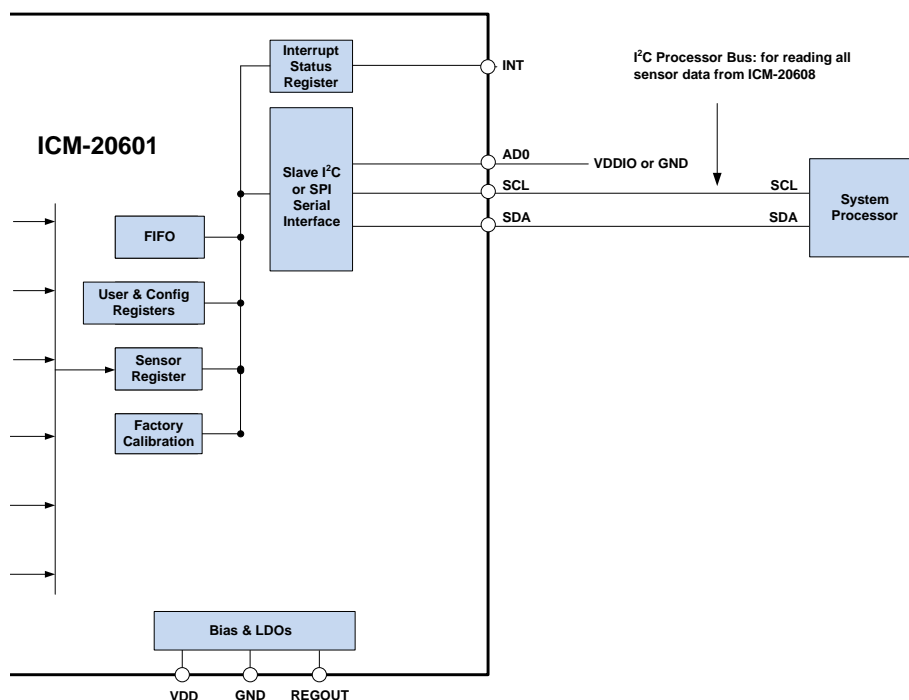 Interrupt
Status
Register
INT
I²C Processor Bus: for reading all
sensor data from ICM-20608
ICM-20601
Slave I²C
or SPI
Serial
Interface
AD0
VDDIO or GND
SCL
SCL
SDA
SDA
System
Processor
FIFO
User & Config
Registers
Sensor
Register
Factory
Calibration
Bias & LDOs
VDD
GND
REGOUT